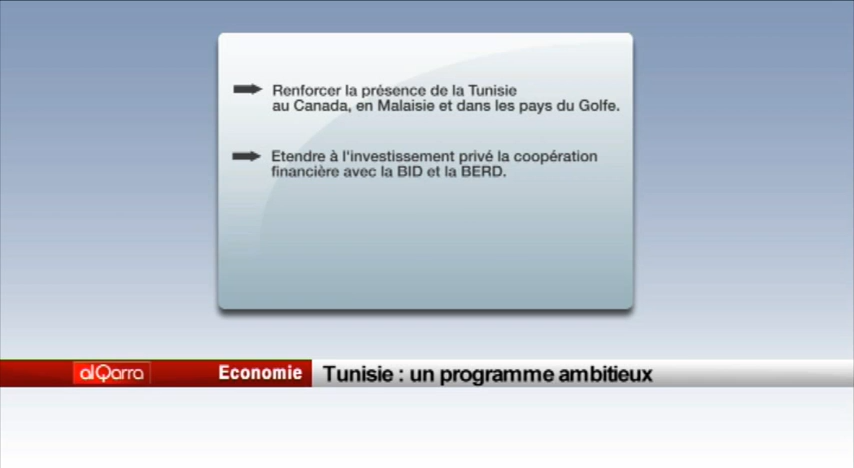 Renforcer la présence de la Tunisie
au Canada, en Malaisie et dans les pays du Golfe.
Etendre à l'investissement privé la coopération
financière avec la BID et la BERD.
alQarra Economie Tunisie : un programme ambitieux